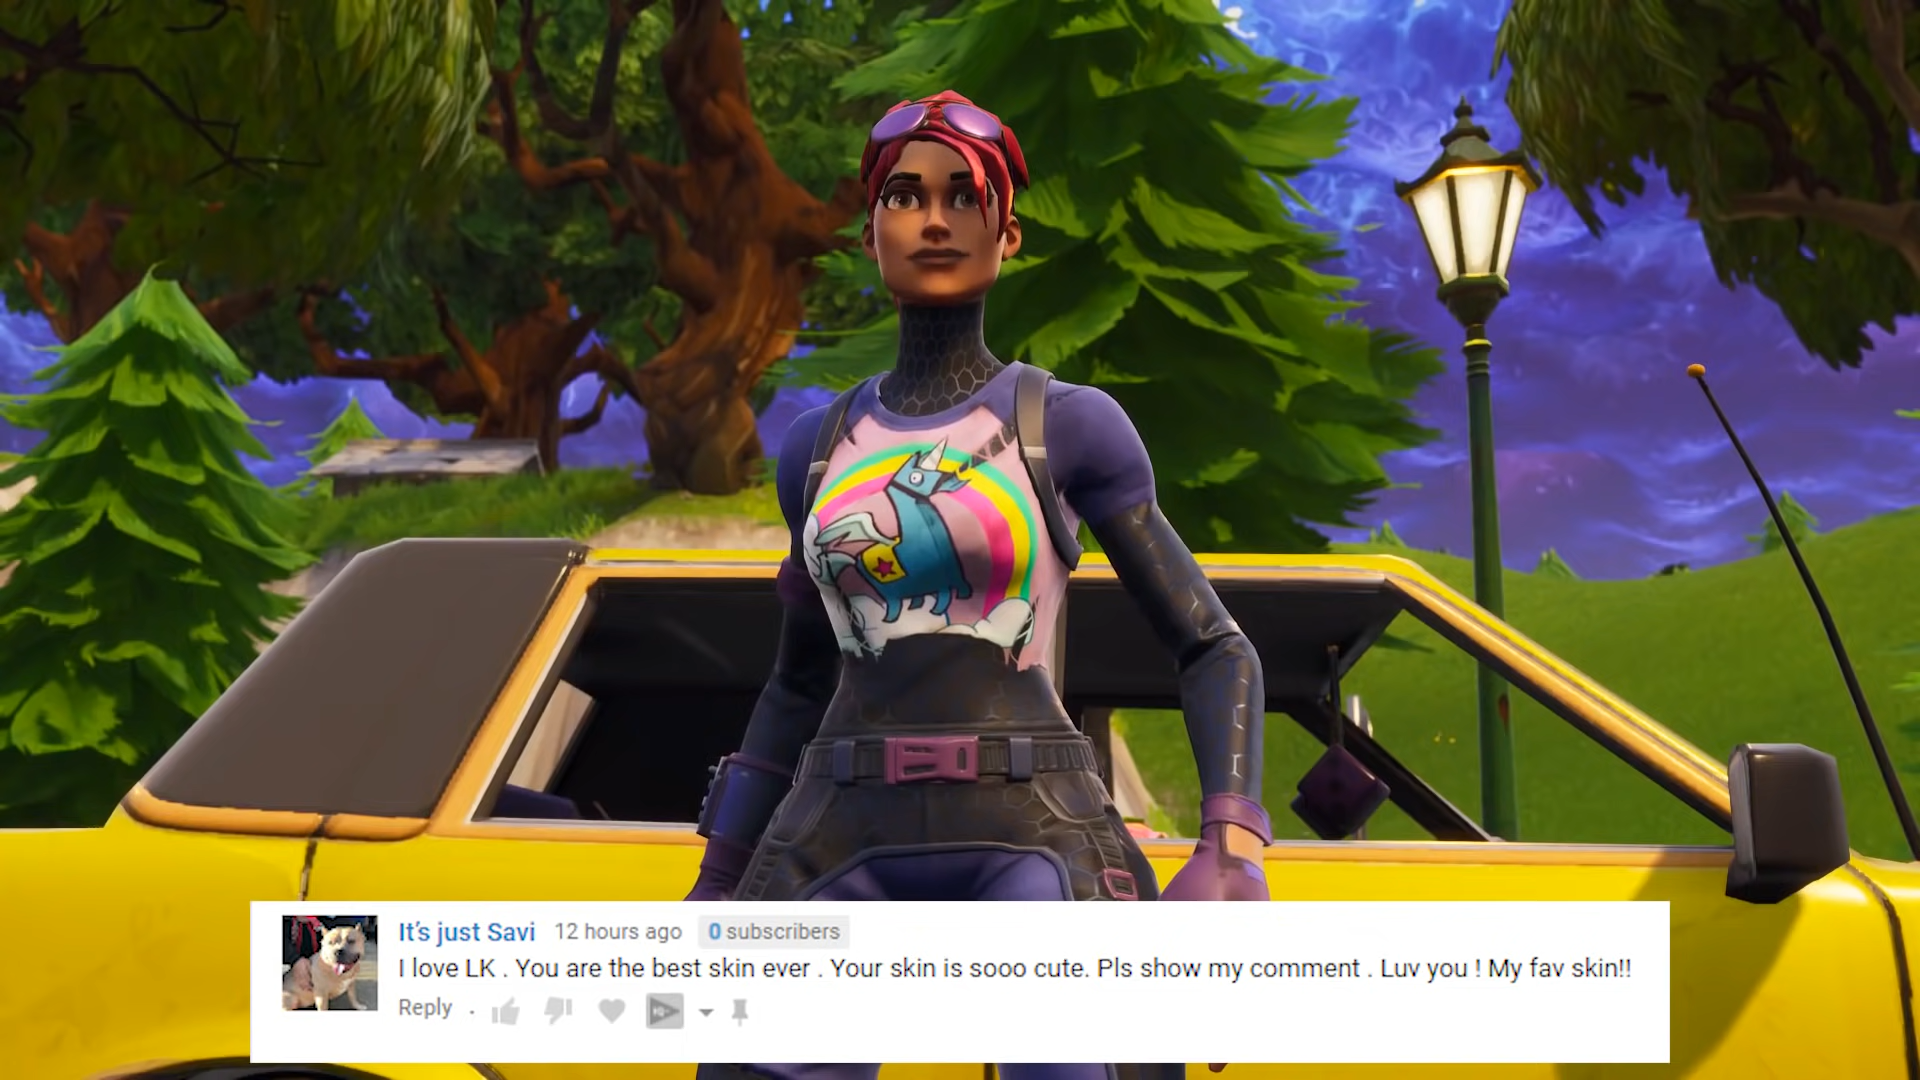 It's just Savi 12 hours ago 0 subscribers
I love LK . You are the best skin ever . Your skin is sooo cute. Pls show my comment . Luv you ! My fav skin!!
Reply .